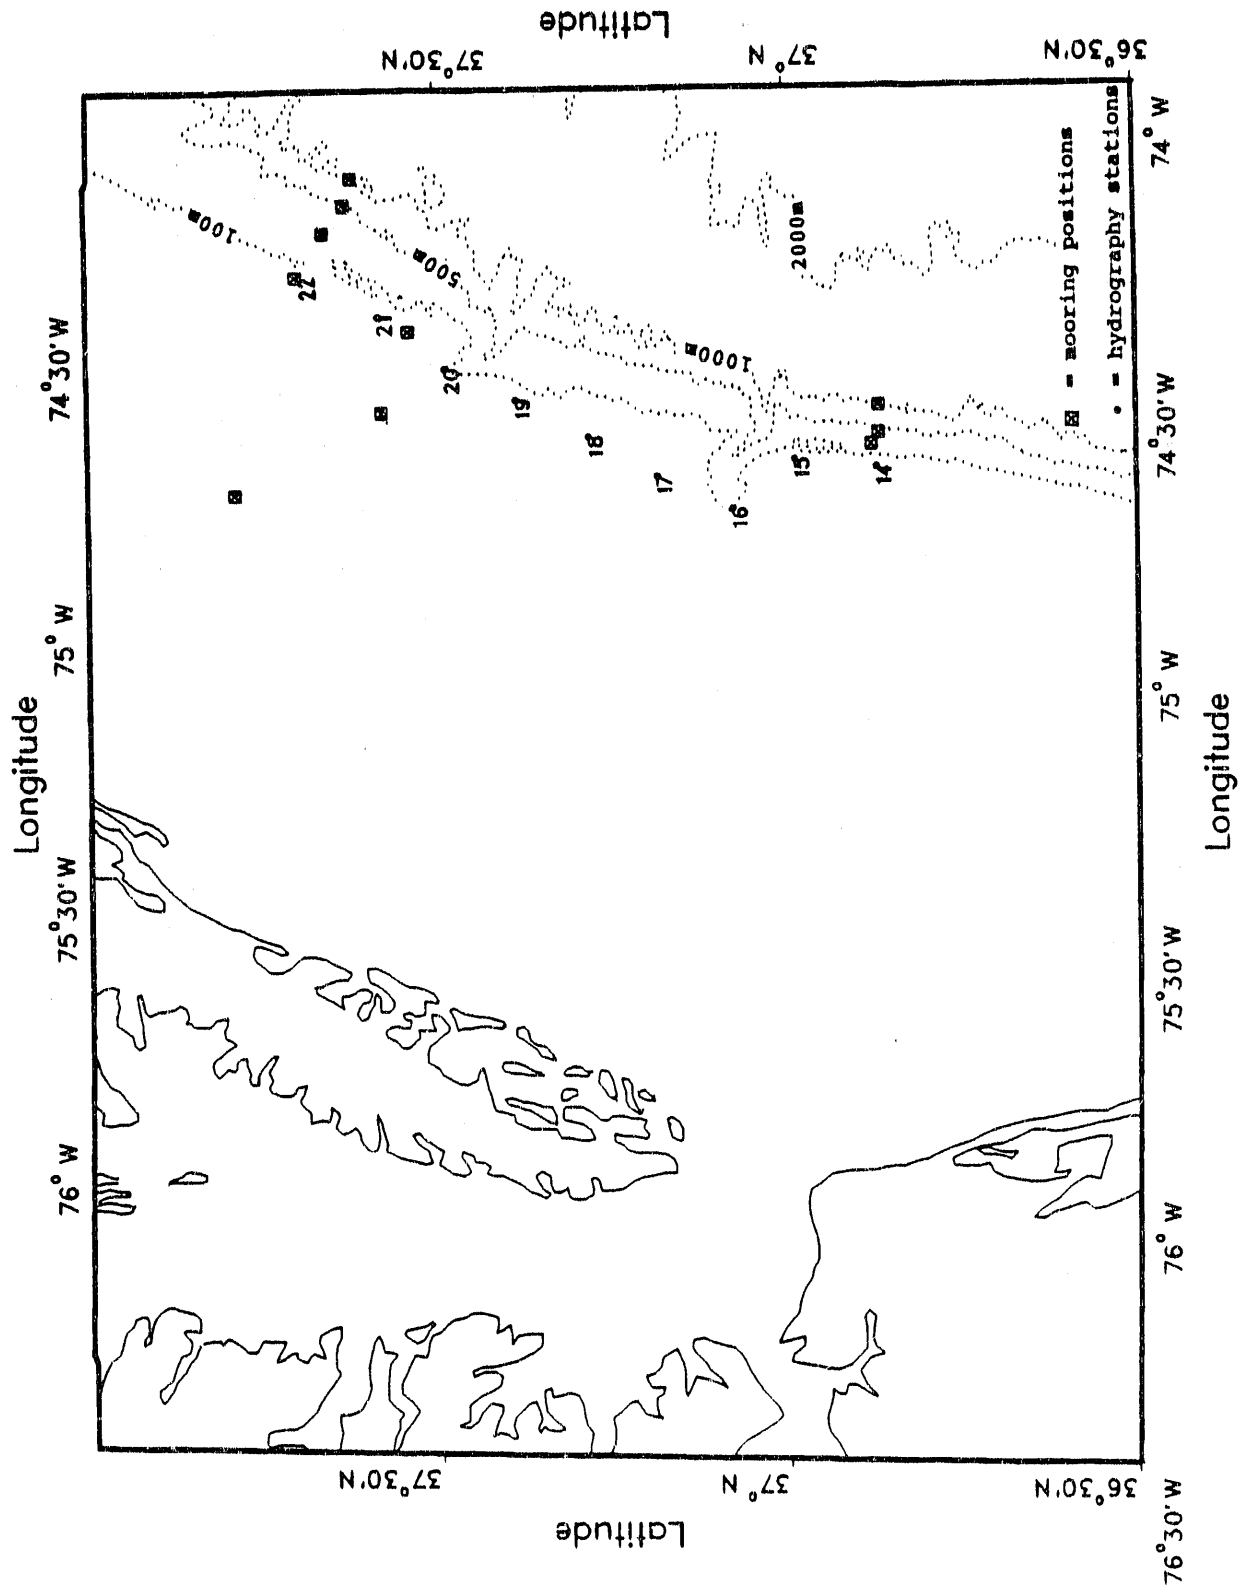 Latitude
37°30'N
37°N
36°30'N
Longitude
74°30'W
75°W
75°30'W
76°W
100m
500m
1000m
2000m
22
21
20
19
18
17
16
15
14
⊠ = mooring positions
• = hydrography stations
74°W
74°30'W
75°W
75°30'W
76°W
76°30'W
Longitude
37°30'N
37°N
36°30'N
Latitude